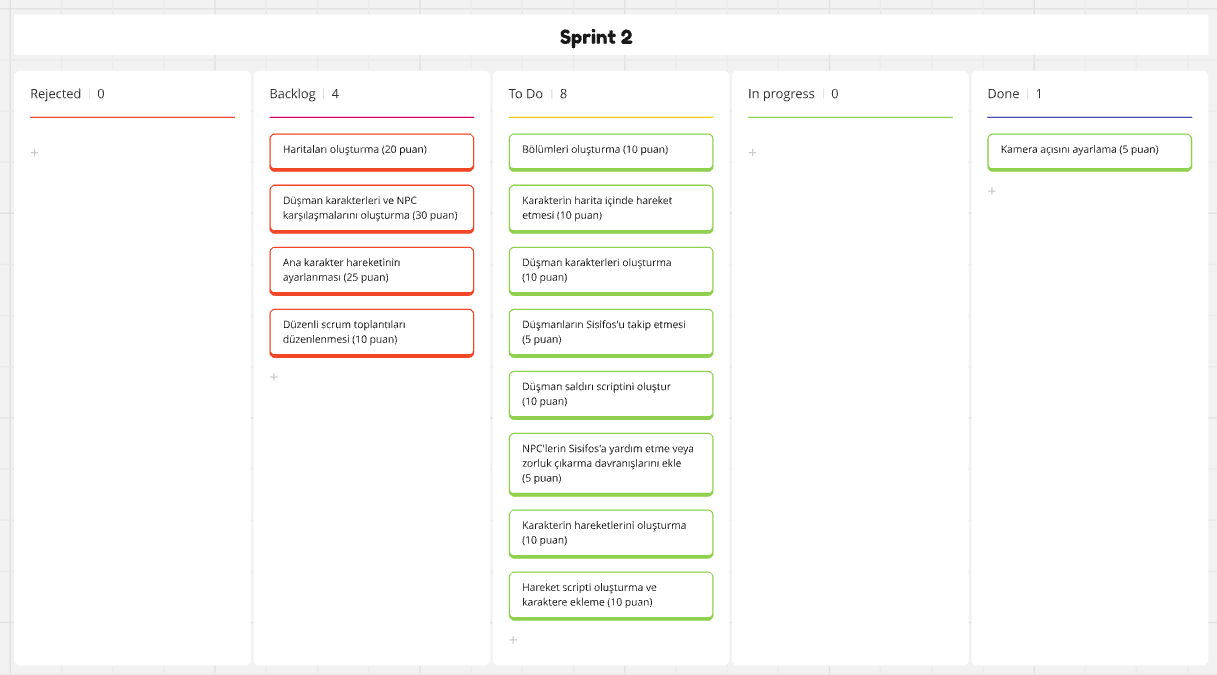 Sprint 2
Rejected | 0
+
Backlog | 4
Haritaları oluşturma (20 puan)
Düşman karakterleri ve NPC
karşılaşmalarını oluşturma (30 puan)
Ana karakter hareketinin
ayarlanması (25 puan)
Düzenli scrum toplantıları
düzenlenmesi (10 puan)
+
To Do | 8
Bölümleri oluşturma (10 puan)
Karakterin harita içinde hareket
etmesi (10 puan)
Düşman karakterleri oluşturma
(10 puan)
Düşmanların Sisifos'u takip etmesi
(5 puan)
Düşman saldırı scriptini oluştur
(10 puan)
NPC'lerin Sisifos'a yardım etme veya
zorluk çıkarma davranışlarını ekle
(5 puan)
Karakterin hareketlerini oluşturma
(10 puan)
Hareket scripti oluşturma ve
karaktere ekleme (10 puan)
+
In progress | 0
+
Done | 1
Kamera açısını ayarlama (5 puan)
+